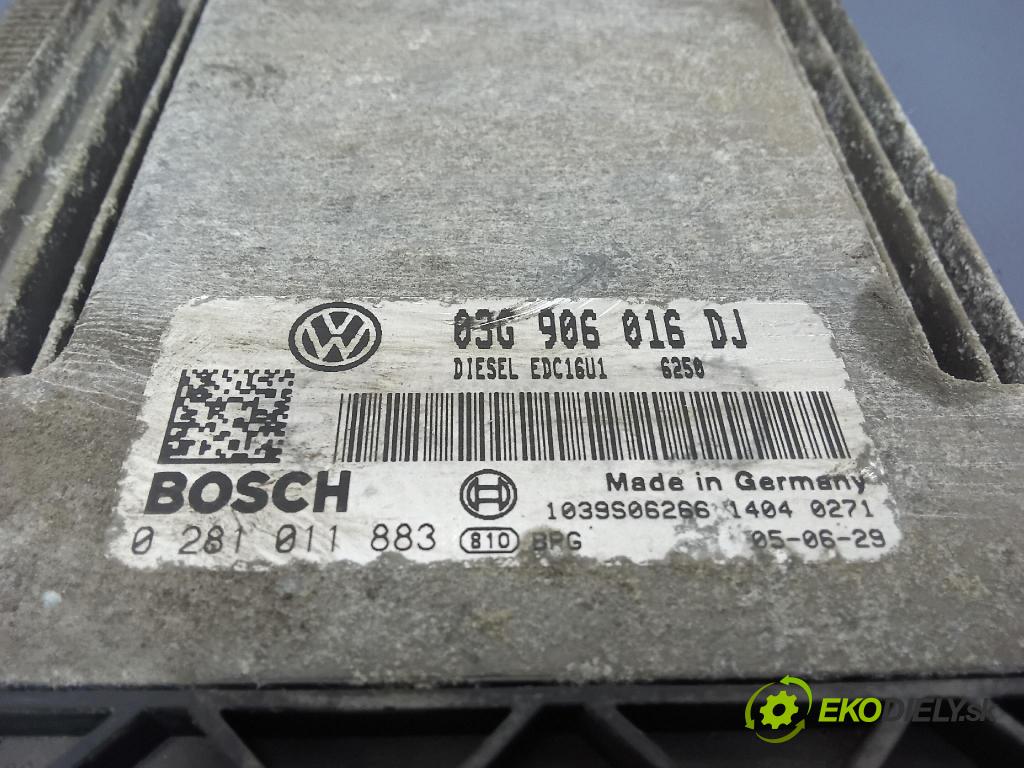 03G 906 016 DJ
DIESEL EDC16U1 6250
BOSCH
Made in Germany
1039S06266 1404 0271
0 281 011 883 810 BPG 05-06-29
EKODIELY.sk